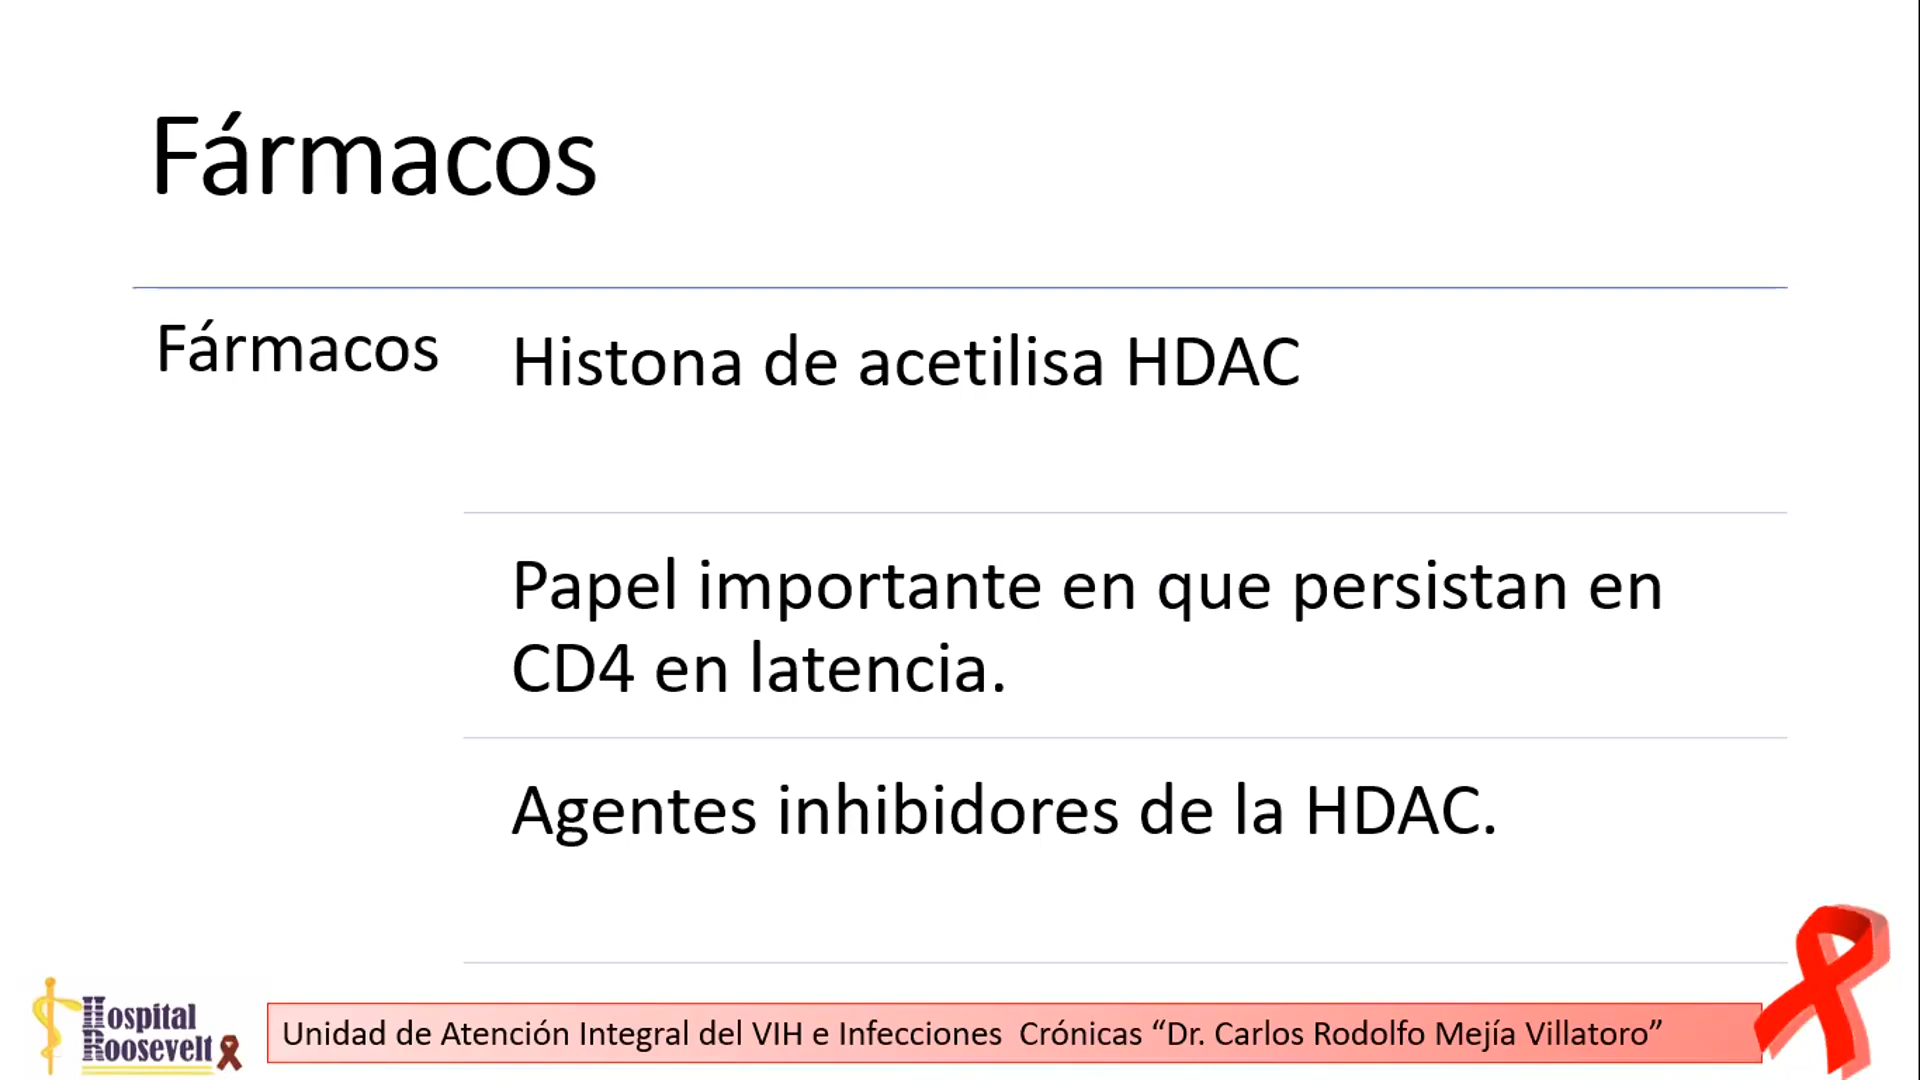 Fármacos
Fármacos
Histona de acetilisa HDAC
Papel importante en que persistan en
CD4 en latencia.
Agentes inhibidores de la HDAC.
Hospital
Roosevelt
Unidad de Atención Integral del VIH e Infecciones Crónicas “Dr. Carlos Rodolfo Mejía Villatoro”